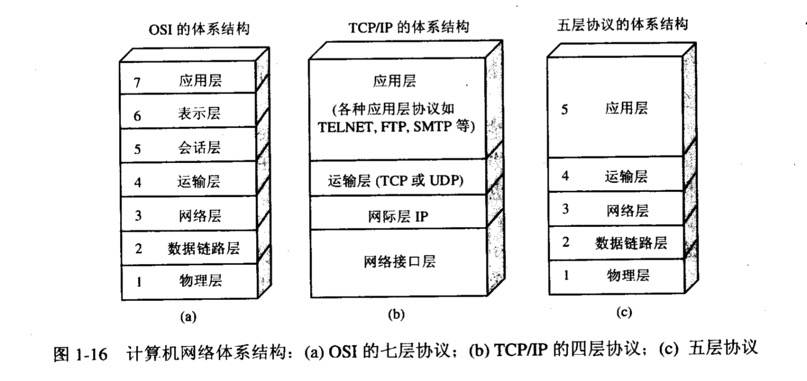 OSI 的体系结构
7 应用层
6 表示层
5 会话层
4 运输层
3 网络层
2 数据链路层
1 物理层
(a)
TCP/IP 的体系结构
应用层
(各种应用层协议如
TELNET, FTP, SMTP 等)
运输层 (TCP 或 UDP)
网际层 IP
网络接口层
(b)
五层协议的体系结构
5 应用层
4 运输层
3 网络层
2 数据链路层
1 物理层
(c)
图 1-16 计算机网络体系结构：(a) OSI 的七层协议；(b) TCP/IP 的四层协议；(c) 五层协议